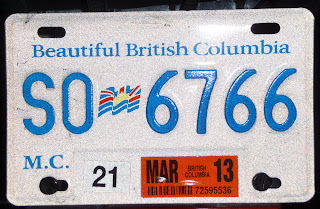 Beautiful British Columbia
SO 6766
M.C.
21
MAR BRITISH COLUMBIA 13
72595536